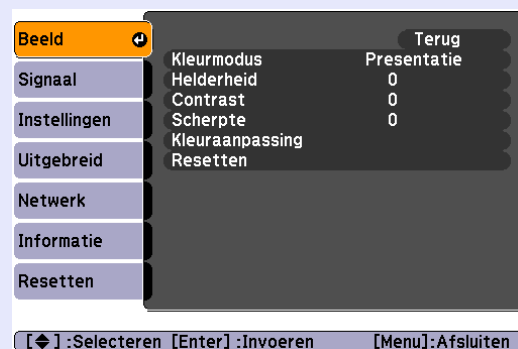 Beeld
Signaal
Instellingen
Uitgebreid
Netwerk
Informatie
Resetten
Terug
Kleurmodus Presentatie
Helderheid 0
Contrast 0
Scherpte 0
Kleuraanpassing
Resetten
[◆] :Selecteren [Enter] :Invoeren [Menu]:Afsluiten